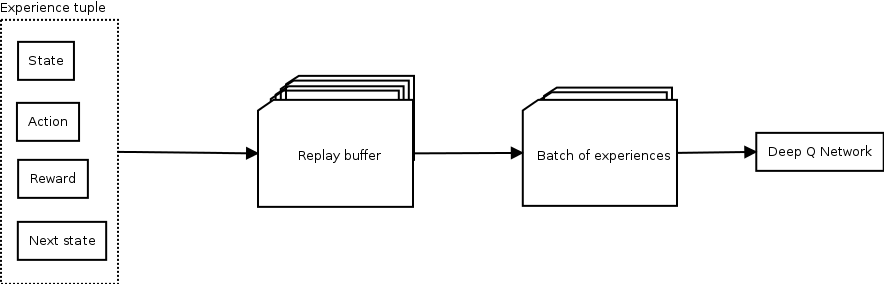 Experience tuple
State
Action
Reward
Next state
Replay buffer
Batch of experiences
Deep Q Network